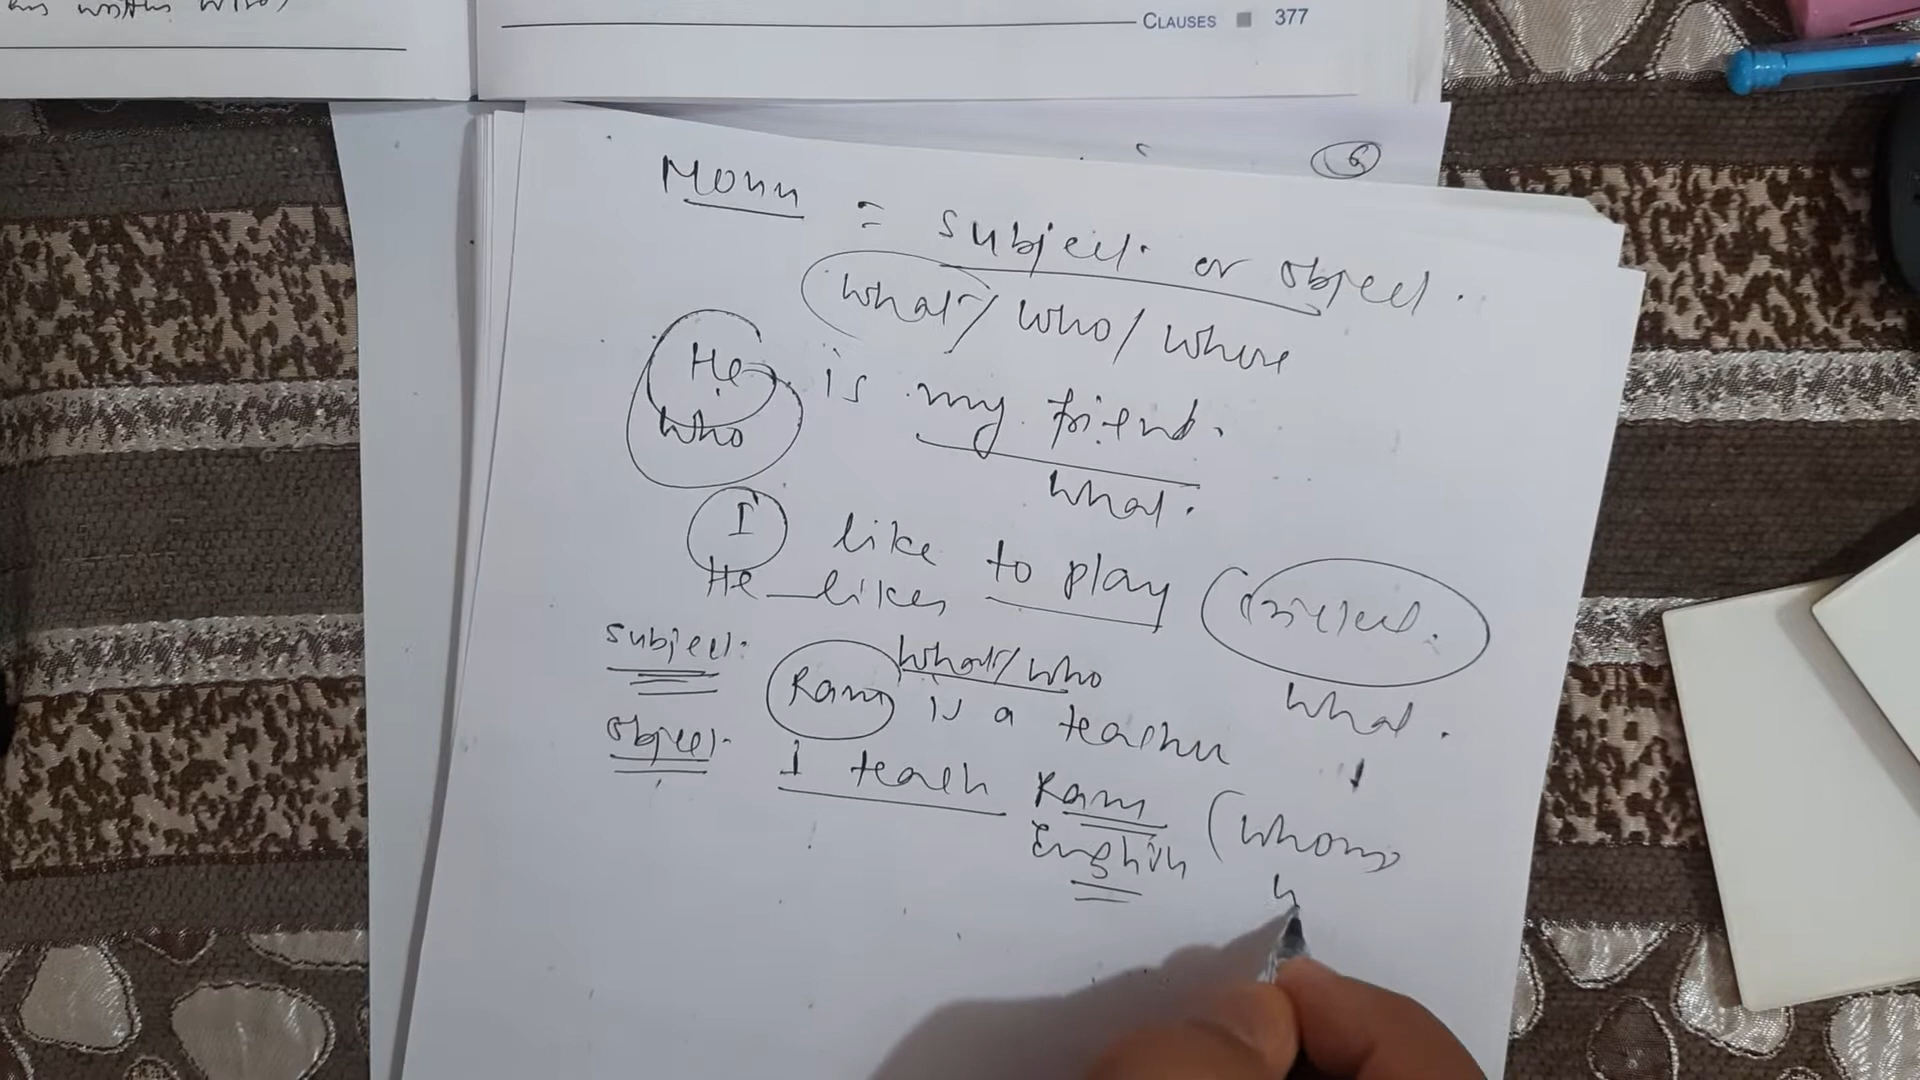 CLAUSES ■ 377
6
Noun = subject or object.
what / who / where
He is my friend.
who
what.
I like to play cricket.
He likes
what.
subject: what/who
Ram is a teacher
object: I teach Ram (whom
English